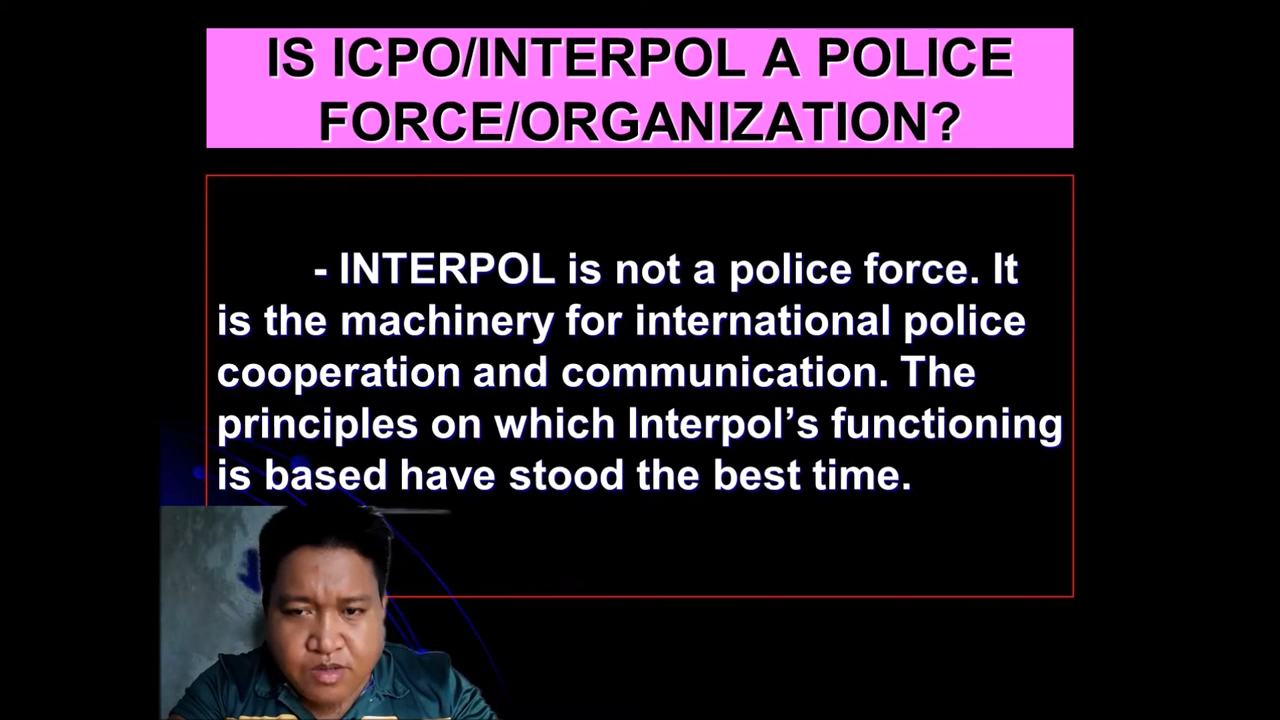 IS ICPO/INTERPOL A POLICE
FORCE/ORGANIZATION?
- INTERPOL is not a police force. It
is the machinery for international police
cooperation and communication. The
principles on which Interpol’s functioning
is based have stood the best time.